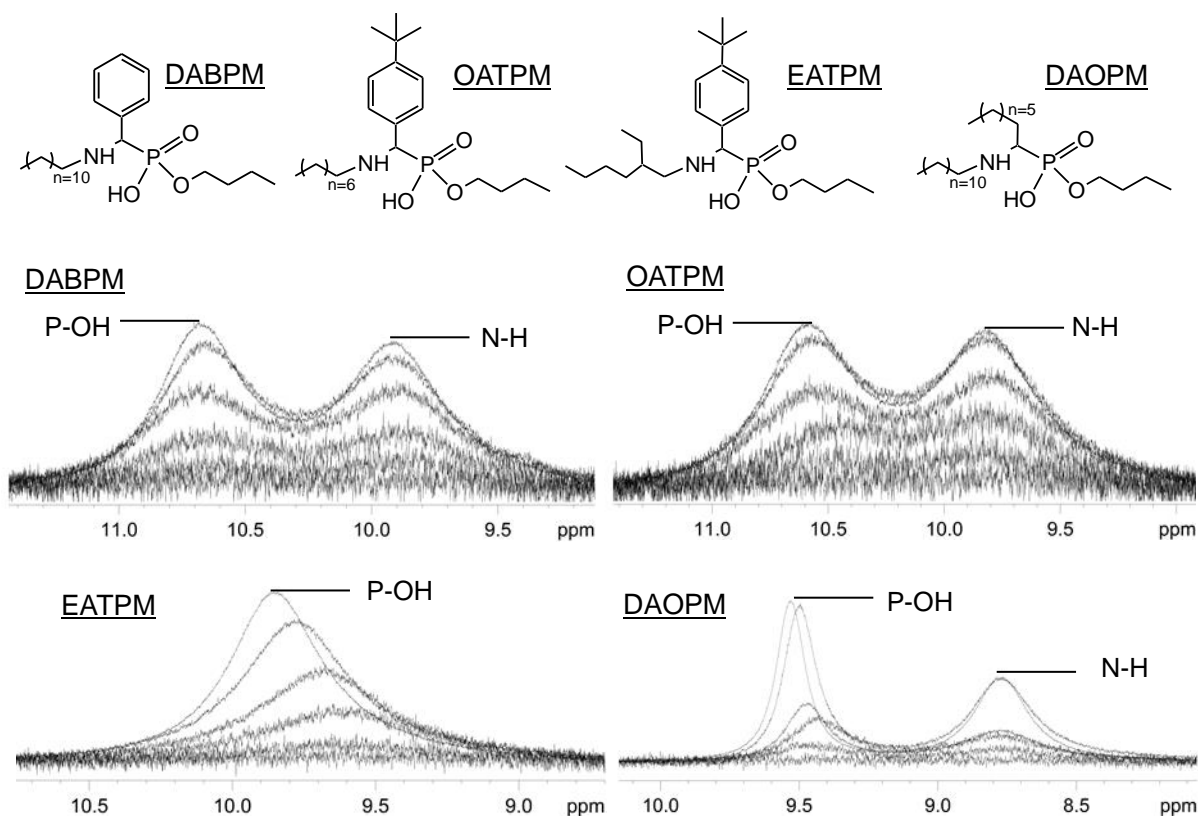 DABPM
NH
n=10
P
O
HO
O
OATPM
NH
n=6
P
O
HO
O
EATPM
NH
P
O
HO
O
DAOPM
n=5
NH
n=10
P
O
HO
O
DABPM
P-OH
N-H
11.0 10.5 10.0 9.5 ppm
OATPM
P-OH
N-H
11.0 10.5 10.0 9.5 ppm
EATPM
P-OH
10.5 10.0 9.5 9.0 ppm
DAOPM
P-OH
N-H
10.0 9.5 9.0 8.5 ppm